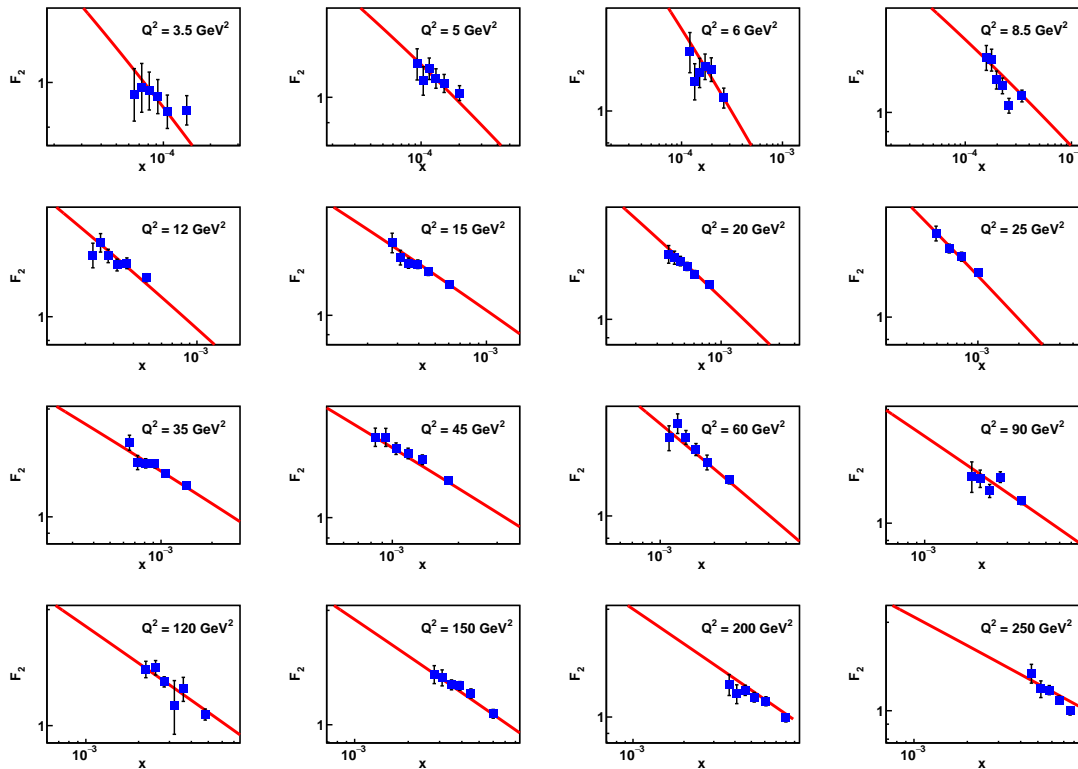 F₂ Q² = 3.5 GeV² 1 10⁻⁴ x
F₂ Q² = 5 GeV² 1 10⁻⁴ x
F₂ Q² = 6 GeV² 1 10⁻⁴ 10⁻³ x
F₂ Q² = 8.5 GeV² 1 10⁻⁴ 10⁻ x
F₂ Q² = 12 GeV² 1 10⁻³ x
F₂ Q² = 15 GeV² 1 10⁻³ x
F₂ Q² = 20 GeV² 1 10⁻³ x
F₂ Q² = 25 GeV² 1 10⁻³ x
F₂ Q² = 35 GeV² 1 10⁻³ x
F₂ Q² = 45 GeV² 1 10⁻³ x
F₂ Q² = 60 GeV² 1 10⁻³ x
F₂ Q² = 90 GeV² 1 10⁻³ x
F₂ Q² = 120 GeV² 1 10⁻³ x
F₂ Q² = 150 GeV² 1 10⁻³ x
F₂ Q² = 200 GeV² 1 10⁻³ x
F₂ Q² = 250 GeV² 1 10⁻³ x